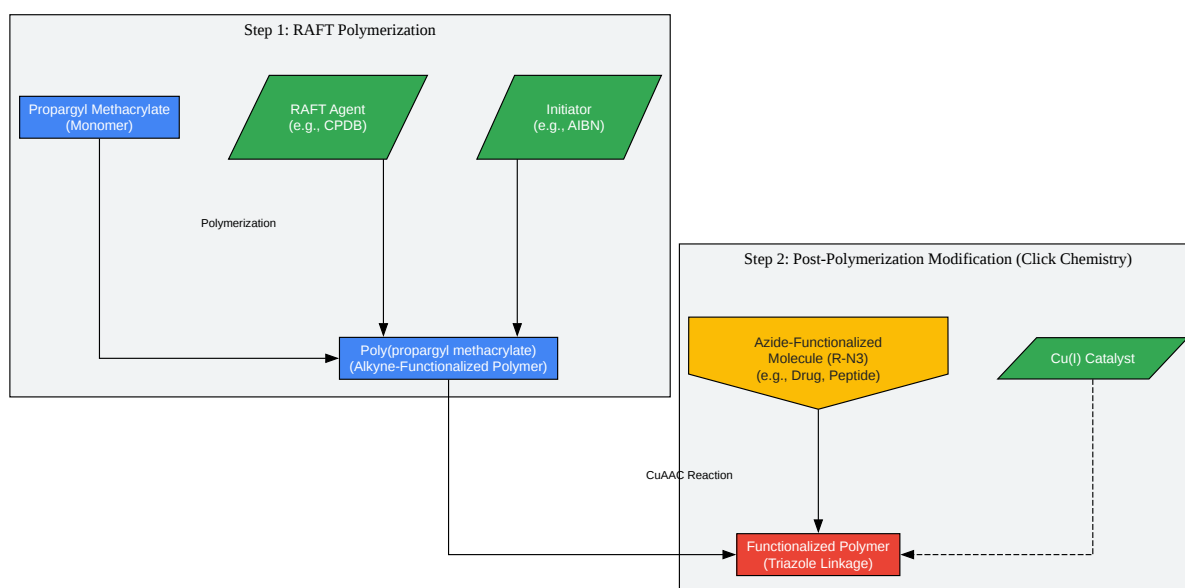 Step 1: RAFT Polymerization
Propargyl Methacrylate
(Monomer)
RAFT Agent
(e.g., CPDB)
Initiator
(e.g., AIBN)
Polymerization
Poly(propargyl methacrylate)
(Alkyne-Functionalized Polymer)
Step 2: Post-Polymerization Modification (Click Chemistry)
Azide-Functionalized
Molecule (R-N3)
(e.g., Drug, Peptide)
Cu(I) Catalyst
CuAAC Reaction
Functionalized Polymer
(Triazole Linkage)